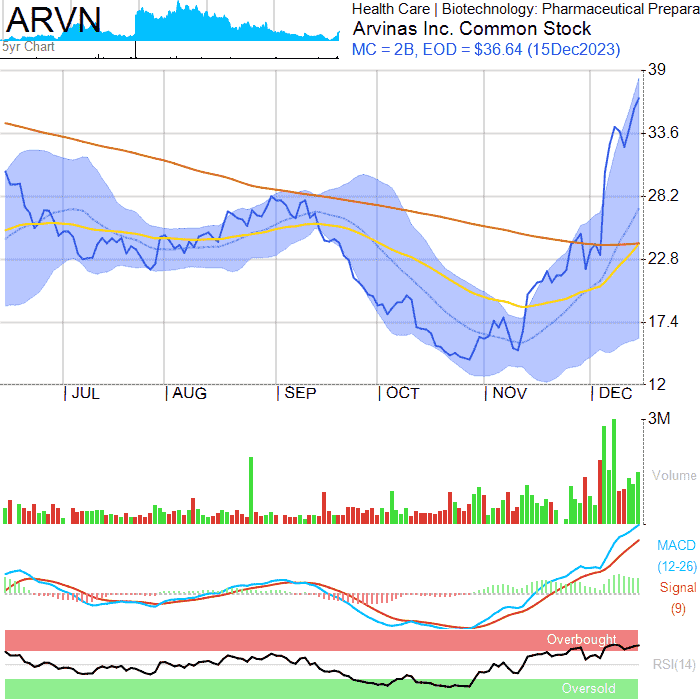 ARVN
5yr Chart
Health Care | Biotechnology: Pharmaceutical Prepara
Arvinas Inc. Common Stock
MC = 2B, EOD = $36.64 (15Dec2023)
39
33.6
28.2
22.8
17.4
12
| JUL | AUG | SEP | OCT | NOV | DEC
3M
Volume
MACD
(12-26)
Signal
(9)
Overbought
RSI(14)
Oversold